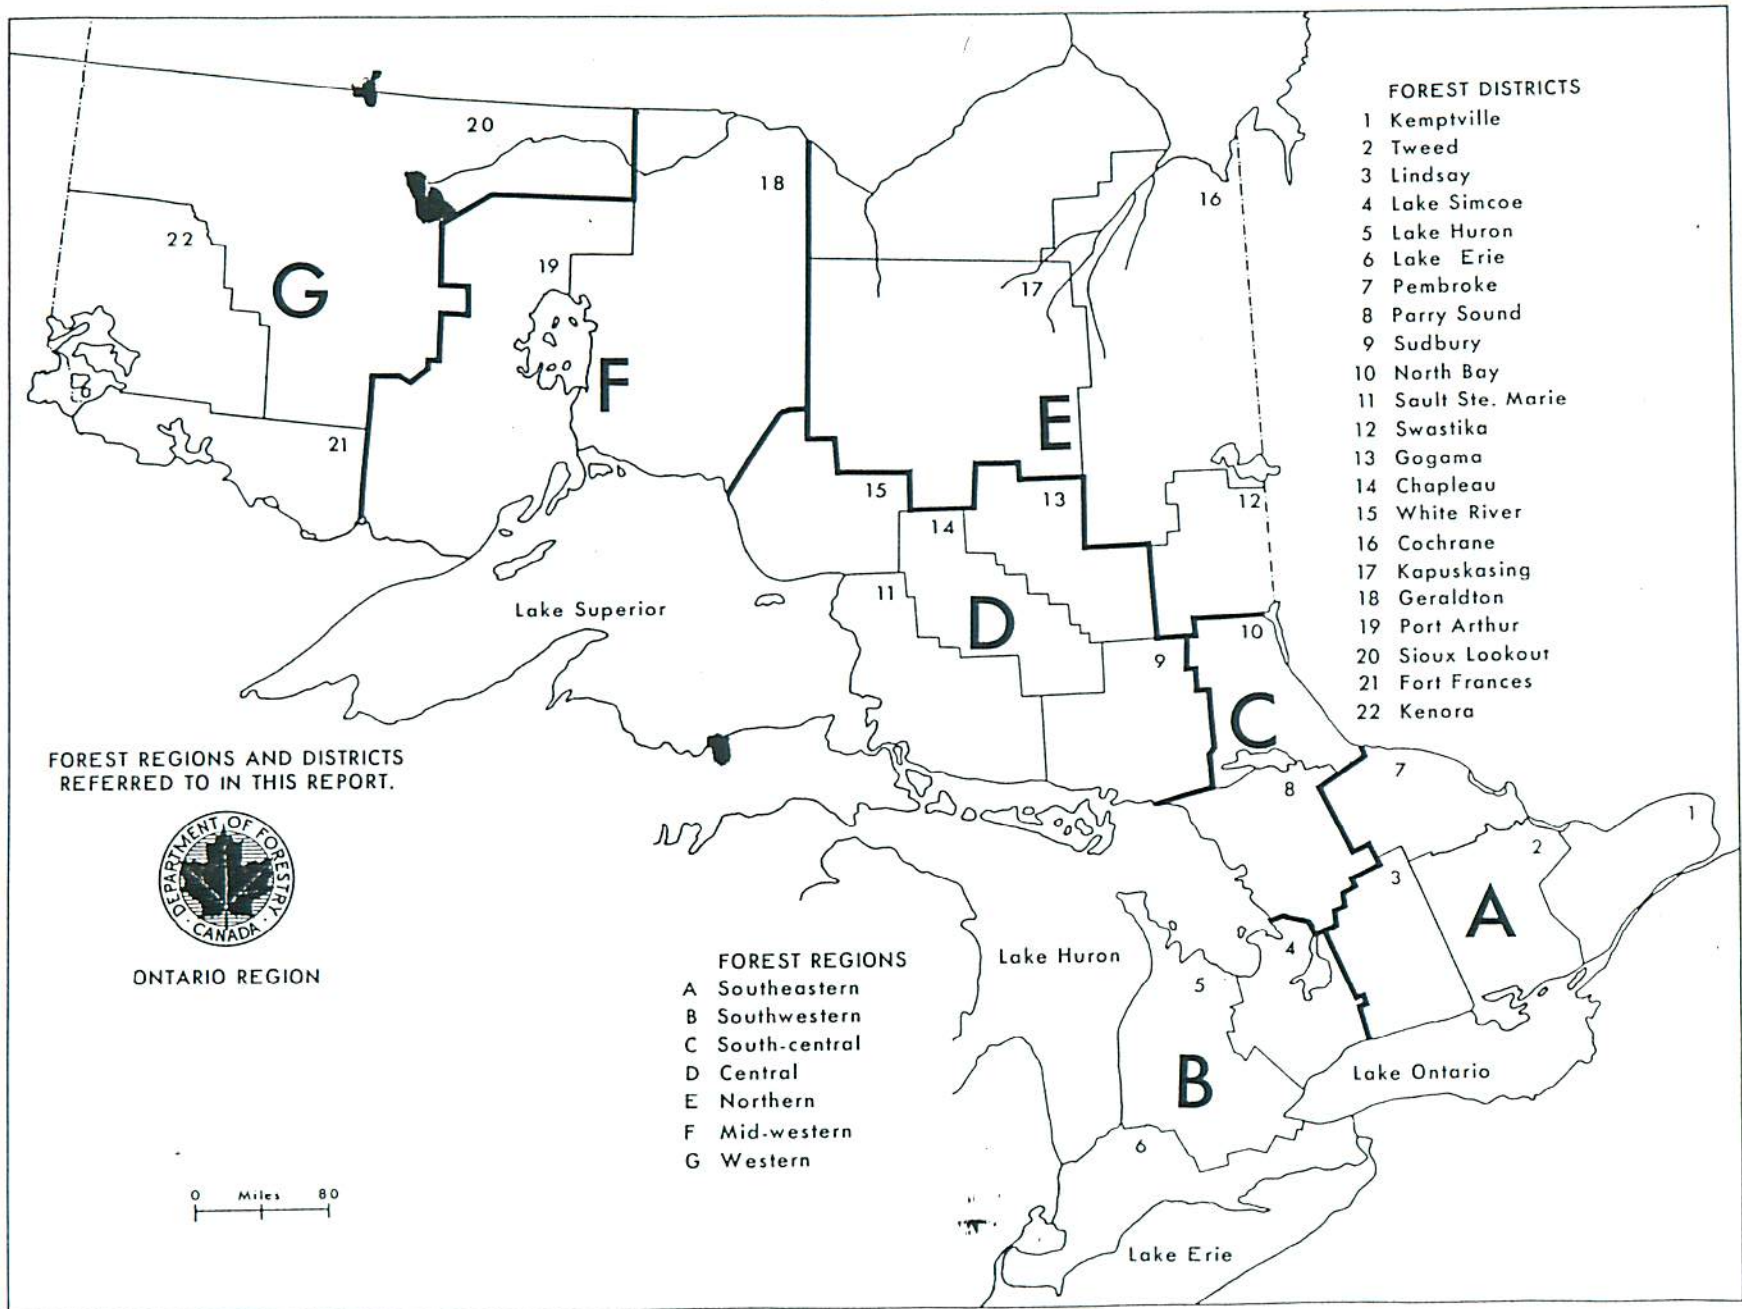 FOREST DISTRICTS
1 Kemptville
2 Tweed
3 Lindsay
4 Lake Simcoe
5 Lake Huron
6 Lake Erie
7 Pembroke
8 Parry Sound
9 Sudbury
10 North Bay
11 Sault Ste. Marie
12 Swastika
13 Gogama
14 Chapleau
15 White River
16 Cochrane
17 Kapuskasing
18 Geraldton
19 Port Arthur
20 Sioux Lookout
21 Fort Frances
22 Kenora
20
18
16
22
19
G
17
F
E
21
15
13
12
14
11
Lake Superior
D
10
9
C
FOREST REGIONS AND DISTRICTS
REFERRED TO IN THIS REPORT.
7
8
1
2
3
DEPARTMENT OF FORESTRY
CANADA
A
ONTARIO REGION
Lake Huron
4
5
FOREST REGIONS
A Southeastern
B Southwestern
C South-central
D Central
E Northern
F Mid-western
G Western
B
Lake Ontario
6
0 Miles 80
Lake Erie